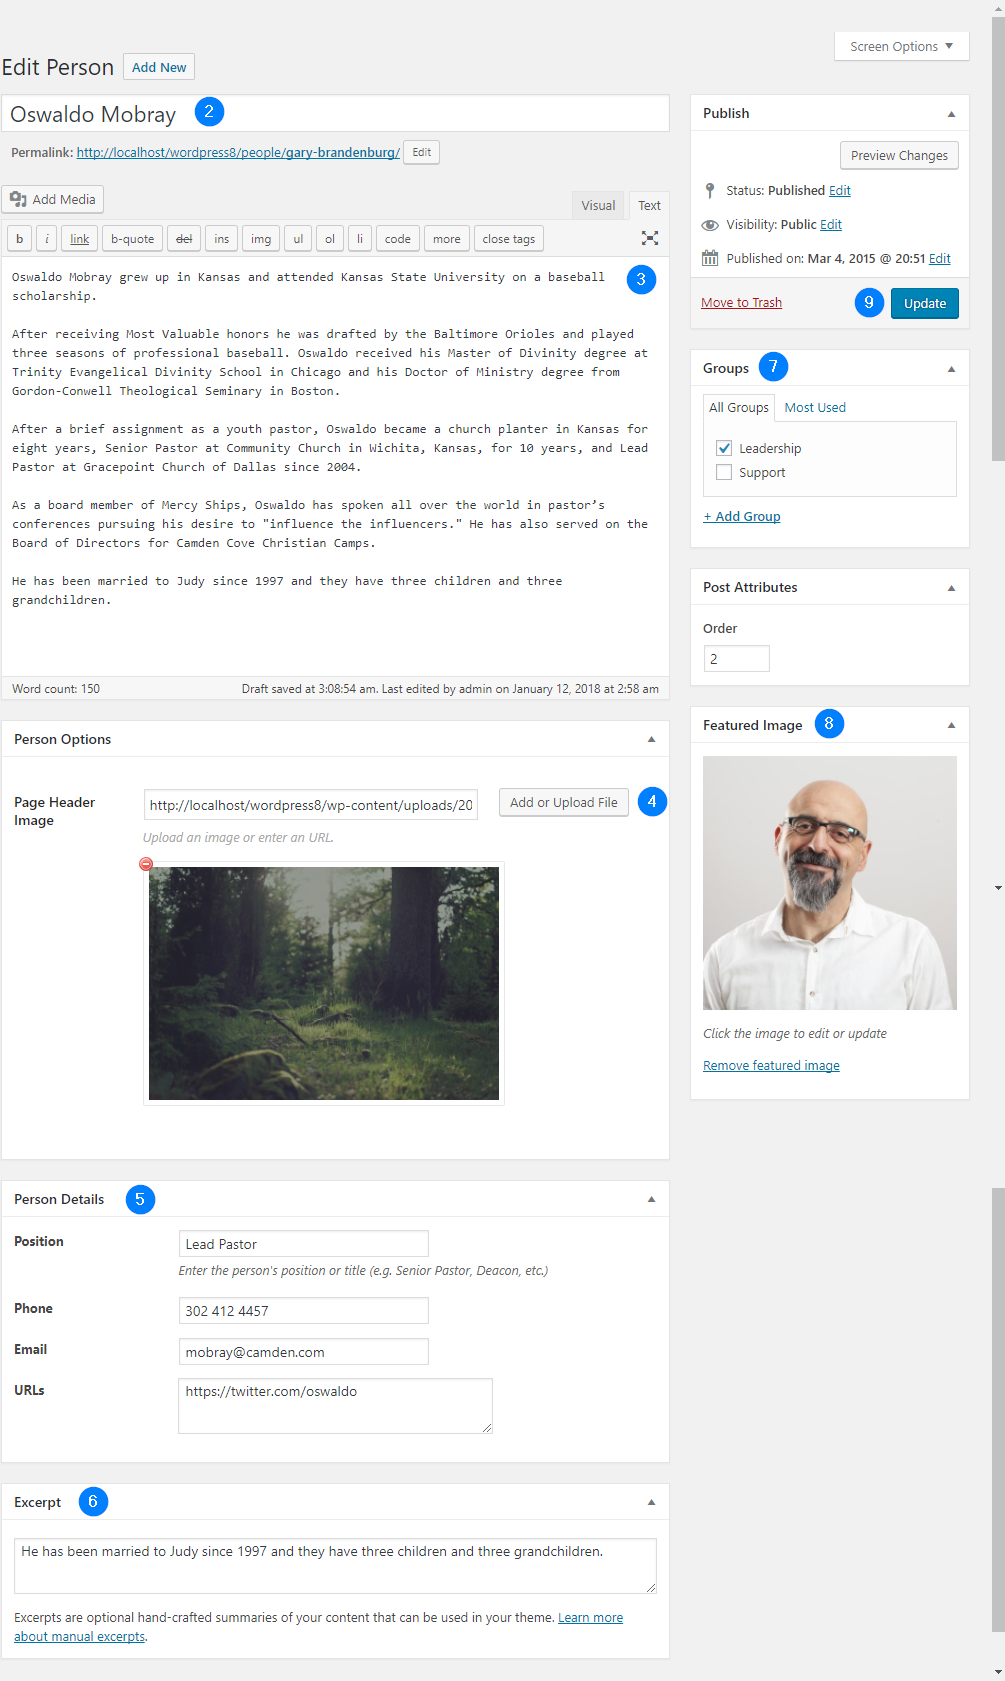 Screen Options
Edit Person Add New
Oswaldo Mobray 2
Permalink: http://localhost/wordpress8/people/gary-brandenburg/ Edit
Add Media
Visual Text
b i link b-quote del ins img ul ol li code more close tags
Oswaldo Mobray grew up in Kansas and attended Kansas State University on a baseball
scholarship.
3
After receiving Most Valuable honors he was drafted by the Baltimore Orioles and played
three seasons of professional baseball. Oswaldo received his Master of Divinity degree at
Trinity Evangelical Divinity School in Chicago and his Doctor of Ministry degree from
Gordon-Conwell Theological Seminary in Boston.
After a brief assignment as a youth pastor, Oswaldo became a church planter in Kansas for
eight years, Senior Pastor at Community Church in Wichita, Kansas, for 10 years, and Lead
Pastor at Gracepoint Church of Dallas since 2004.
As a board member of Mercy Ships, Oswaldo has spoken all over the world in pastor’s
conferences pursuing his desire to "influence the influencers." He has also served on the
Board of Directors for Camden Cove Christian Camps.
He has been married to Judy since 1997 and they have three children and three
grandchildren.
Word count: 150
Draft saved at 3:08:54 am. Last edited by admin on January 12, 2018 at 2:58 am
Person Options
Page Header
Image
http://localhost/wordpress8/wp-content/uploads/20
Add or Upload File 4
Upload an image or enter an URL.
Person Details 5
Position
Lead Pastor
Enter the person's position or title (e.g. Senior Pastor, Deacon, etc.)
Phone
302 412 4457
Email
mobray@camden.com
URLs
https://twitter.com/oswaldo
Excerpt 6
He has been married to Judy since 1997 and they have three children and three grandchildren.
Excerpts are optional hand-crafted summaries of your content that can be used in your theme. Learn more
about manual excerpts.
Publish
Preview Changes
Status: Published Edit
Visibility: Public Edit
Published on: Mar 4, 2015 @ 20:51 Edit
Move to Trash 9 Update
Groups 7
All Groups Most Used
Leadership
Support
+ Add Group
Post Attributes
Order
2
Featured Image 8
Click the image to edit or update
Remove featured image